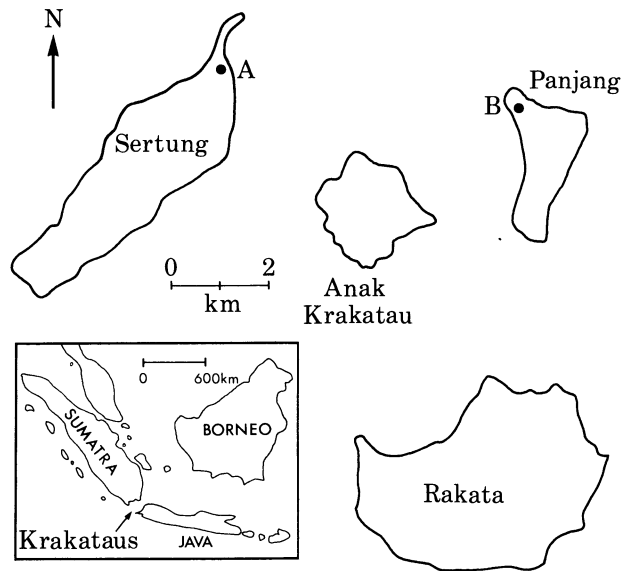 N
A
Panjang
B
Sertung
0 2
km
Anak
Krakatau
0 600km
SUMATRA
BORNEO
Rakata
Krakataus
JAVA